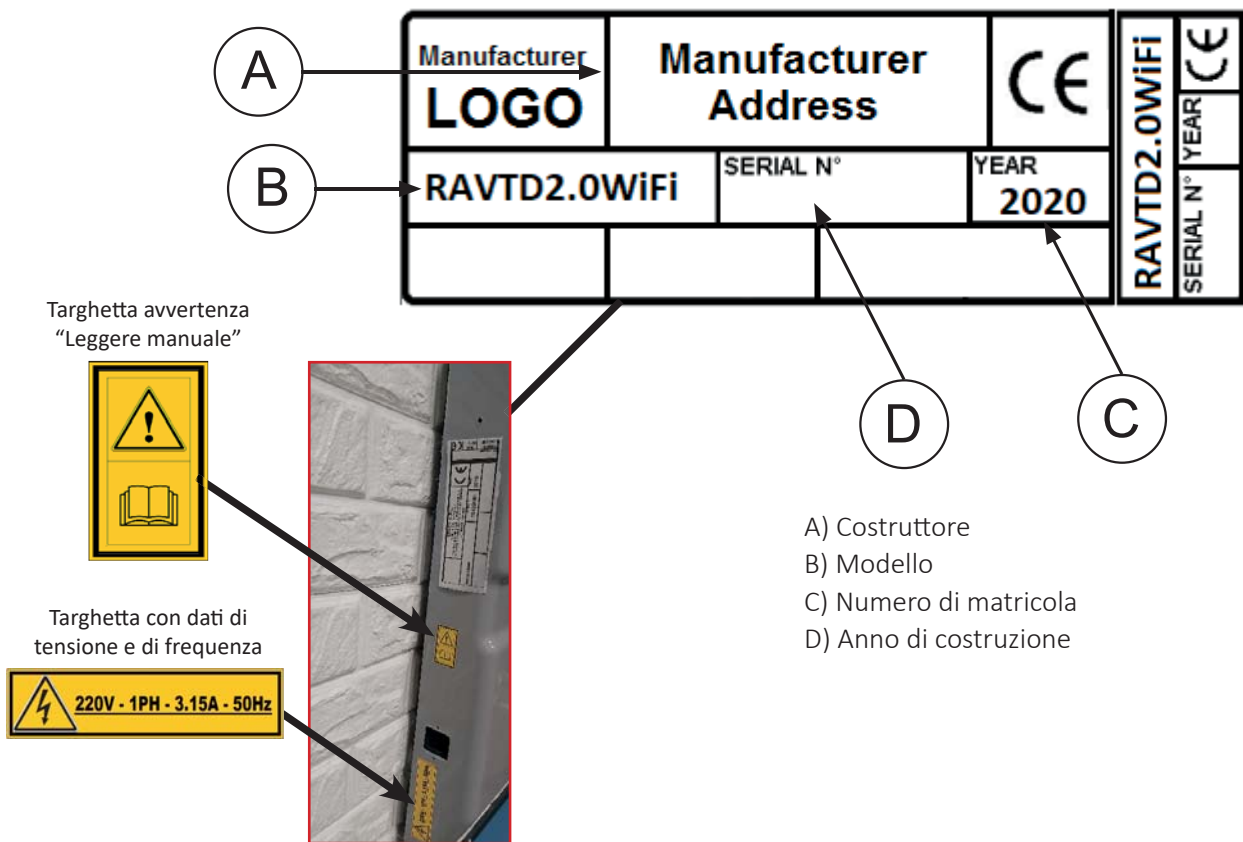 A
Manufacturer
LOGO
Manufacturer
Address
CE
B
RAVTD2.0WiFi
SERIAL N°
YEAR
2020
RAVTD2.0WiFi
SERIAL N°
YEAR
CE
Targhetta avvertenza
“Leggere manuale”
D
C
A) Costruttore
B) Modello
C) Numero di matricola
D) Anno di costruzione
Targhetta con dati di
tensione e di frequenza
220V - 1PH - 3.15A - 50Hz